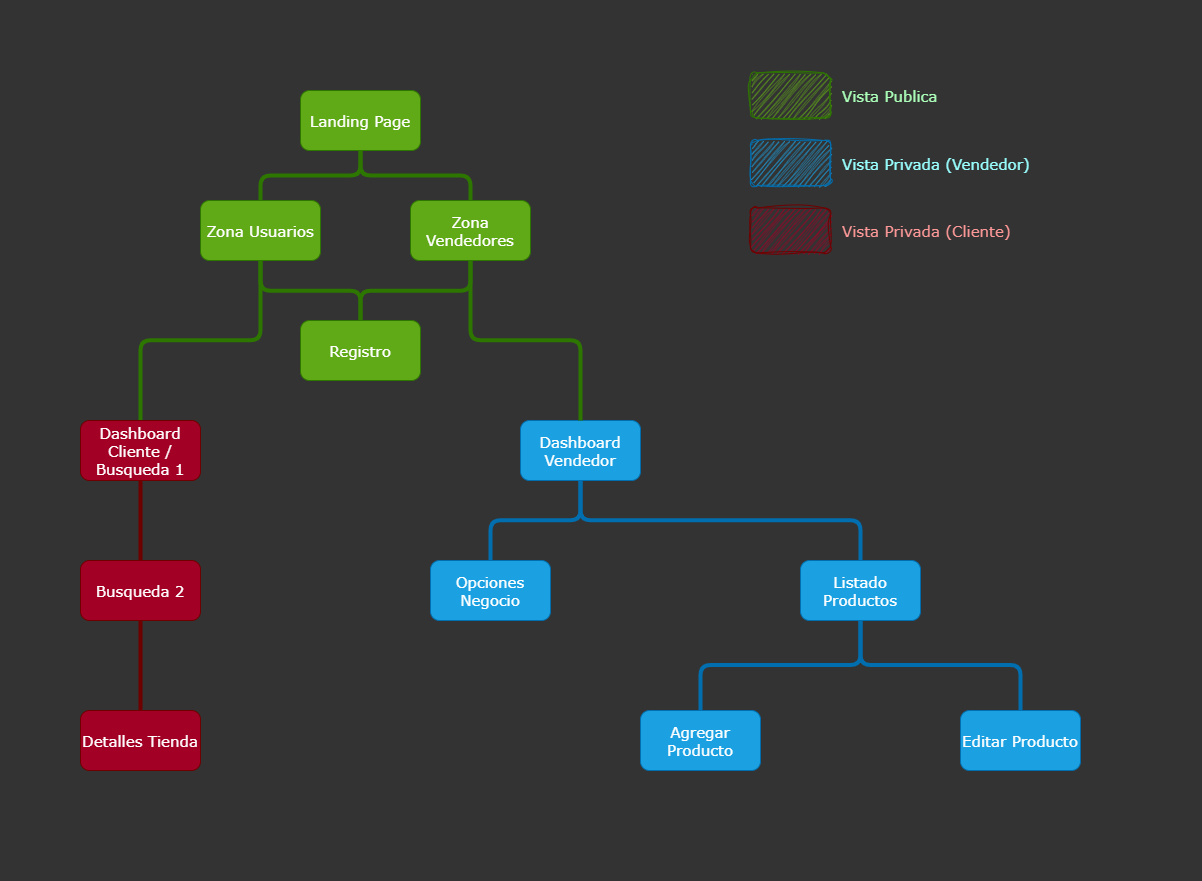 Landing Page
Vista Publica
Vista Privada (Vendedor)
Zona Usuarios
Zona
Vendedores
Vista Privada (Cliente)
Registro
Dashboard
Cliente /
Busqueda 1
Dashboard
Vendedor
Busqueda 2
Opciones
Negocio
Listado
Productos
Detalles Tienda
Agregar
Producto
Editar Producto